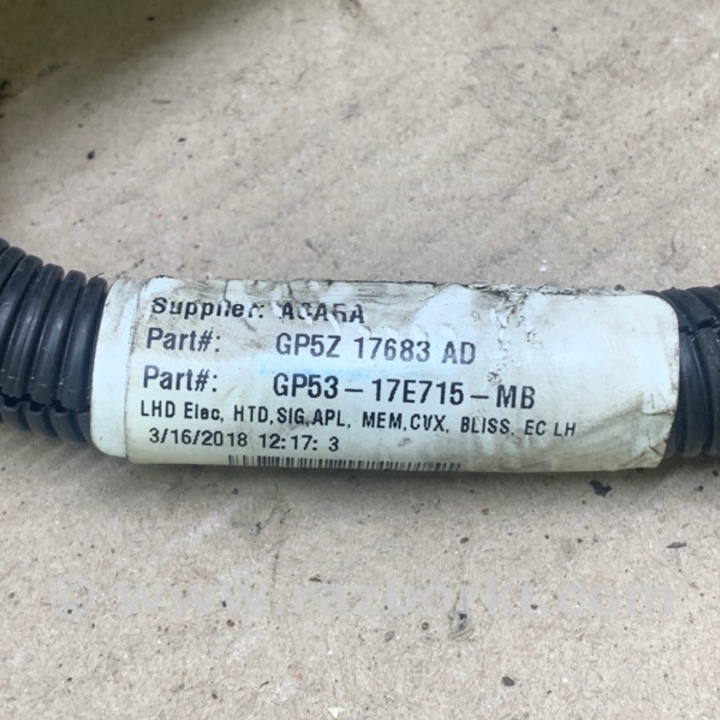 Supplier:
Part#: GP5Z 17683 AD
Part#: GP53-17E715-MB
LHD Elec, HTD,SIG,APL, MEM,CVX, BLISS, EC LH
3/16/2018 12:17: 3